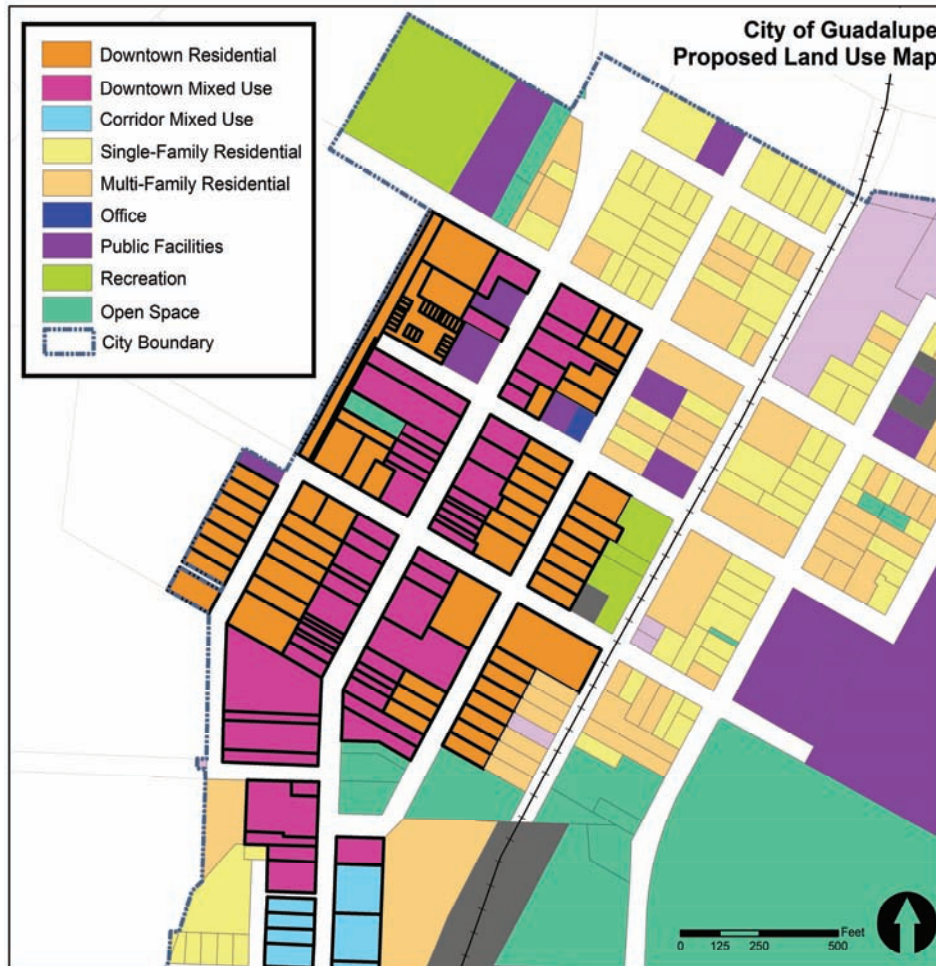 City of Guadalupe
Proposed Land Use Map
Downtown Residential
Downtown Mixed Use
Corridor Mixed Use
Single-Family Residential
Multi-Family Residential
Office
Public Facilities
Recreation
Open Space
City Boundary
Feet
0 125 250 500